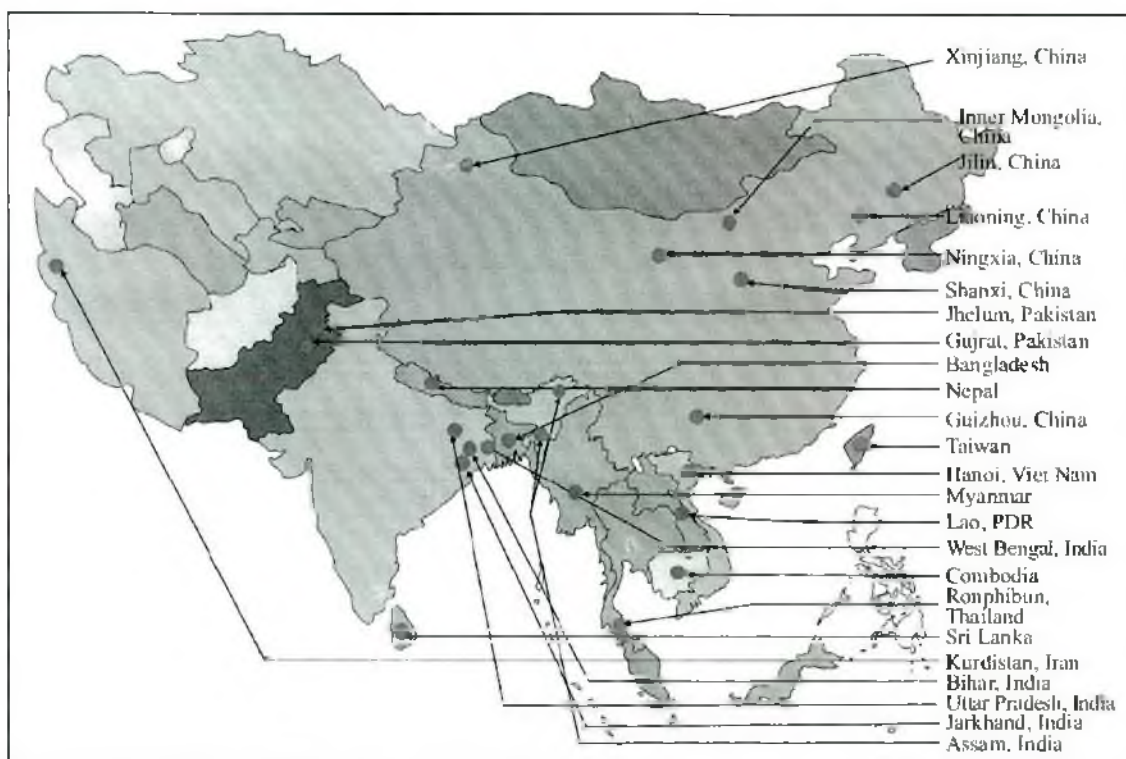 Xinjiang, China
Inner Mongolia,
China
Jilin, China
Liaoning, China
Ningxia, China
Shanxi, China
Jhelum, Pakistan
Gujrat, Pakistan
Bangladesh
Nepal
Guizhou, China
Taiwan
Hanoi, Viet Nam
Myanmar
Lao, PDR
West Bengal, India
Combodia
Ronphibun,
Thailand
Sri Lanka
Kurdistan, Iran
Bihar, India
Uttar Pradesh, India
Jarkhand, India
Assam, India